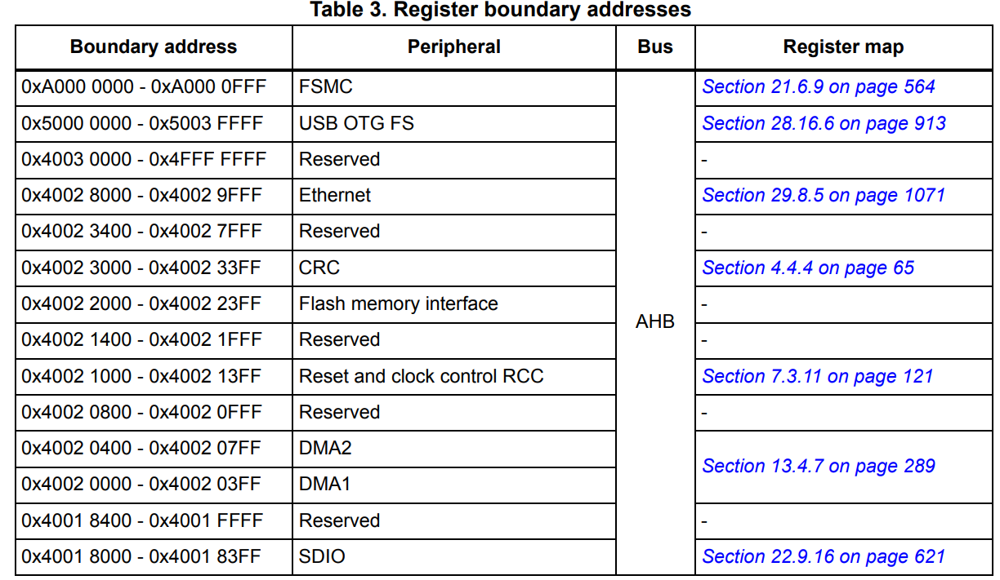 Table 3. Register boundary addresses
Boundary address Peripheral Bus Register map
0xA000 0000 - 0xA000 0FFF FSMC Section 21.6.9 on page 564
0x5000 0000 - 0x5003 FFFF USB OTG FS Section 28.16.6 on page 913
0x4003 0000 - 0x4FFF FFFF Reserved -
0x4002 8000 - 0x4002 9FFF Ethernet Section 29.8.5 on page 1071
0x4002 3400 - 0x4002 7FFF Reserved -
0x4002 3000 - 0x4002 33FF CRC Section 4.4.4 on page 65
0x4002 2000 - 0x4002 23FF Flash memory interface -
AHB
0x4002 1400 - 0x4002 1FFF Reserved -
0x4002 1000 - 0x4002 13FF Reset and clock control RCC Section 7.3.11 on page 121
0x4002 0800 - 0x4002 0FFF Reserved -
0x4002 0400 - 0x4002 07FF DMA2
Section 13.4.7 on page 289
0x4002 0000 - 0x4002 03FF DMA1
0x4001 8400 - 0x4001 FFFF Reserved -
0x4001 8000 - 0x4001 83FF SDIO Section 22.9.16 on page 621